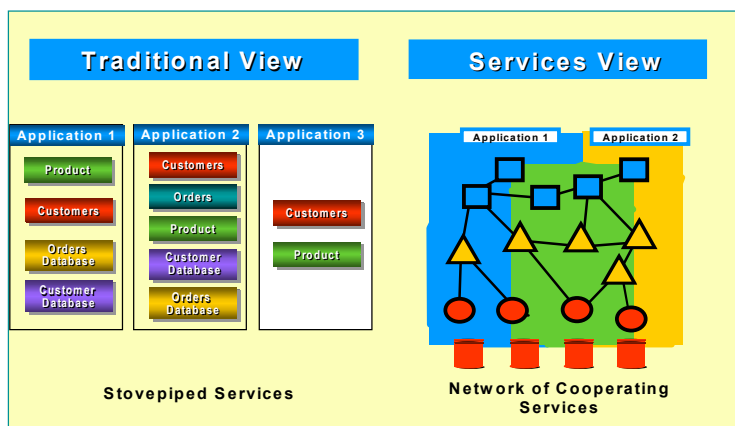 Traditional View
Services View
Application 1
Application 2
Application 3
Product
Customers
Orders
Database
Customer
Database
Customers
Orders
Product
Customer
Database
Orders
Database
Customers
Product
Application 1
Application 2
Stovepiped Services
Network of Cooperating
Services